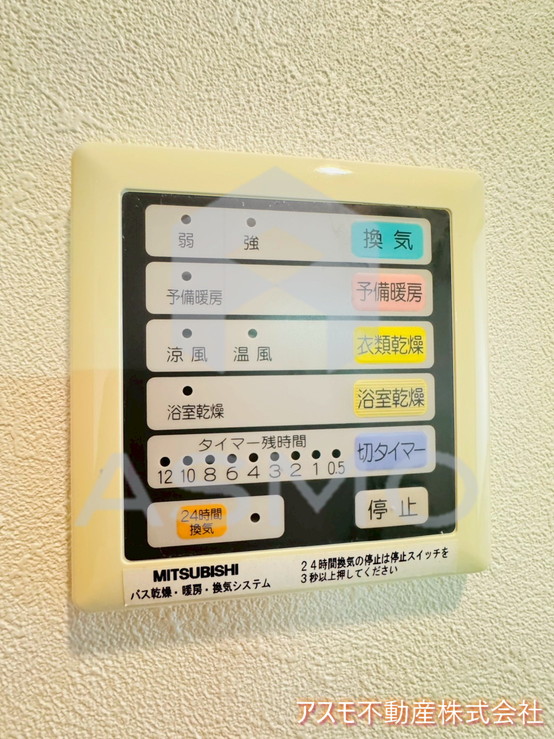 弱 強 換気
予備暖房 予備暖房
涼風 温風 衣類乾燥
浴室乾燥 浴室乾燥
タイマー残時間
12 10 8 6 4 3 2 1 0.5 切タイマー
24時間
換気
停止
MITSUBISHI
バス乾燥・暖房・換気システム
24時間換気の停止は停止スイッチを
3秒以上押してください
ASMO
アスモ不動産株式会社